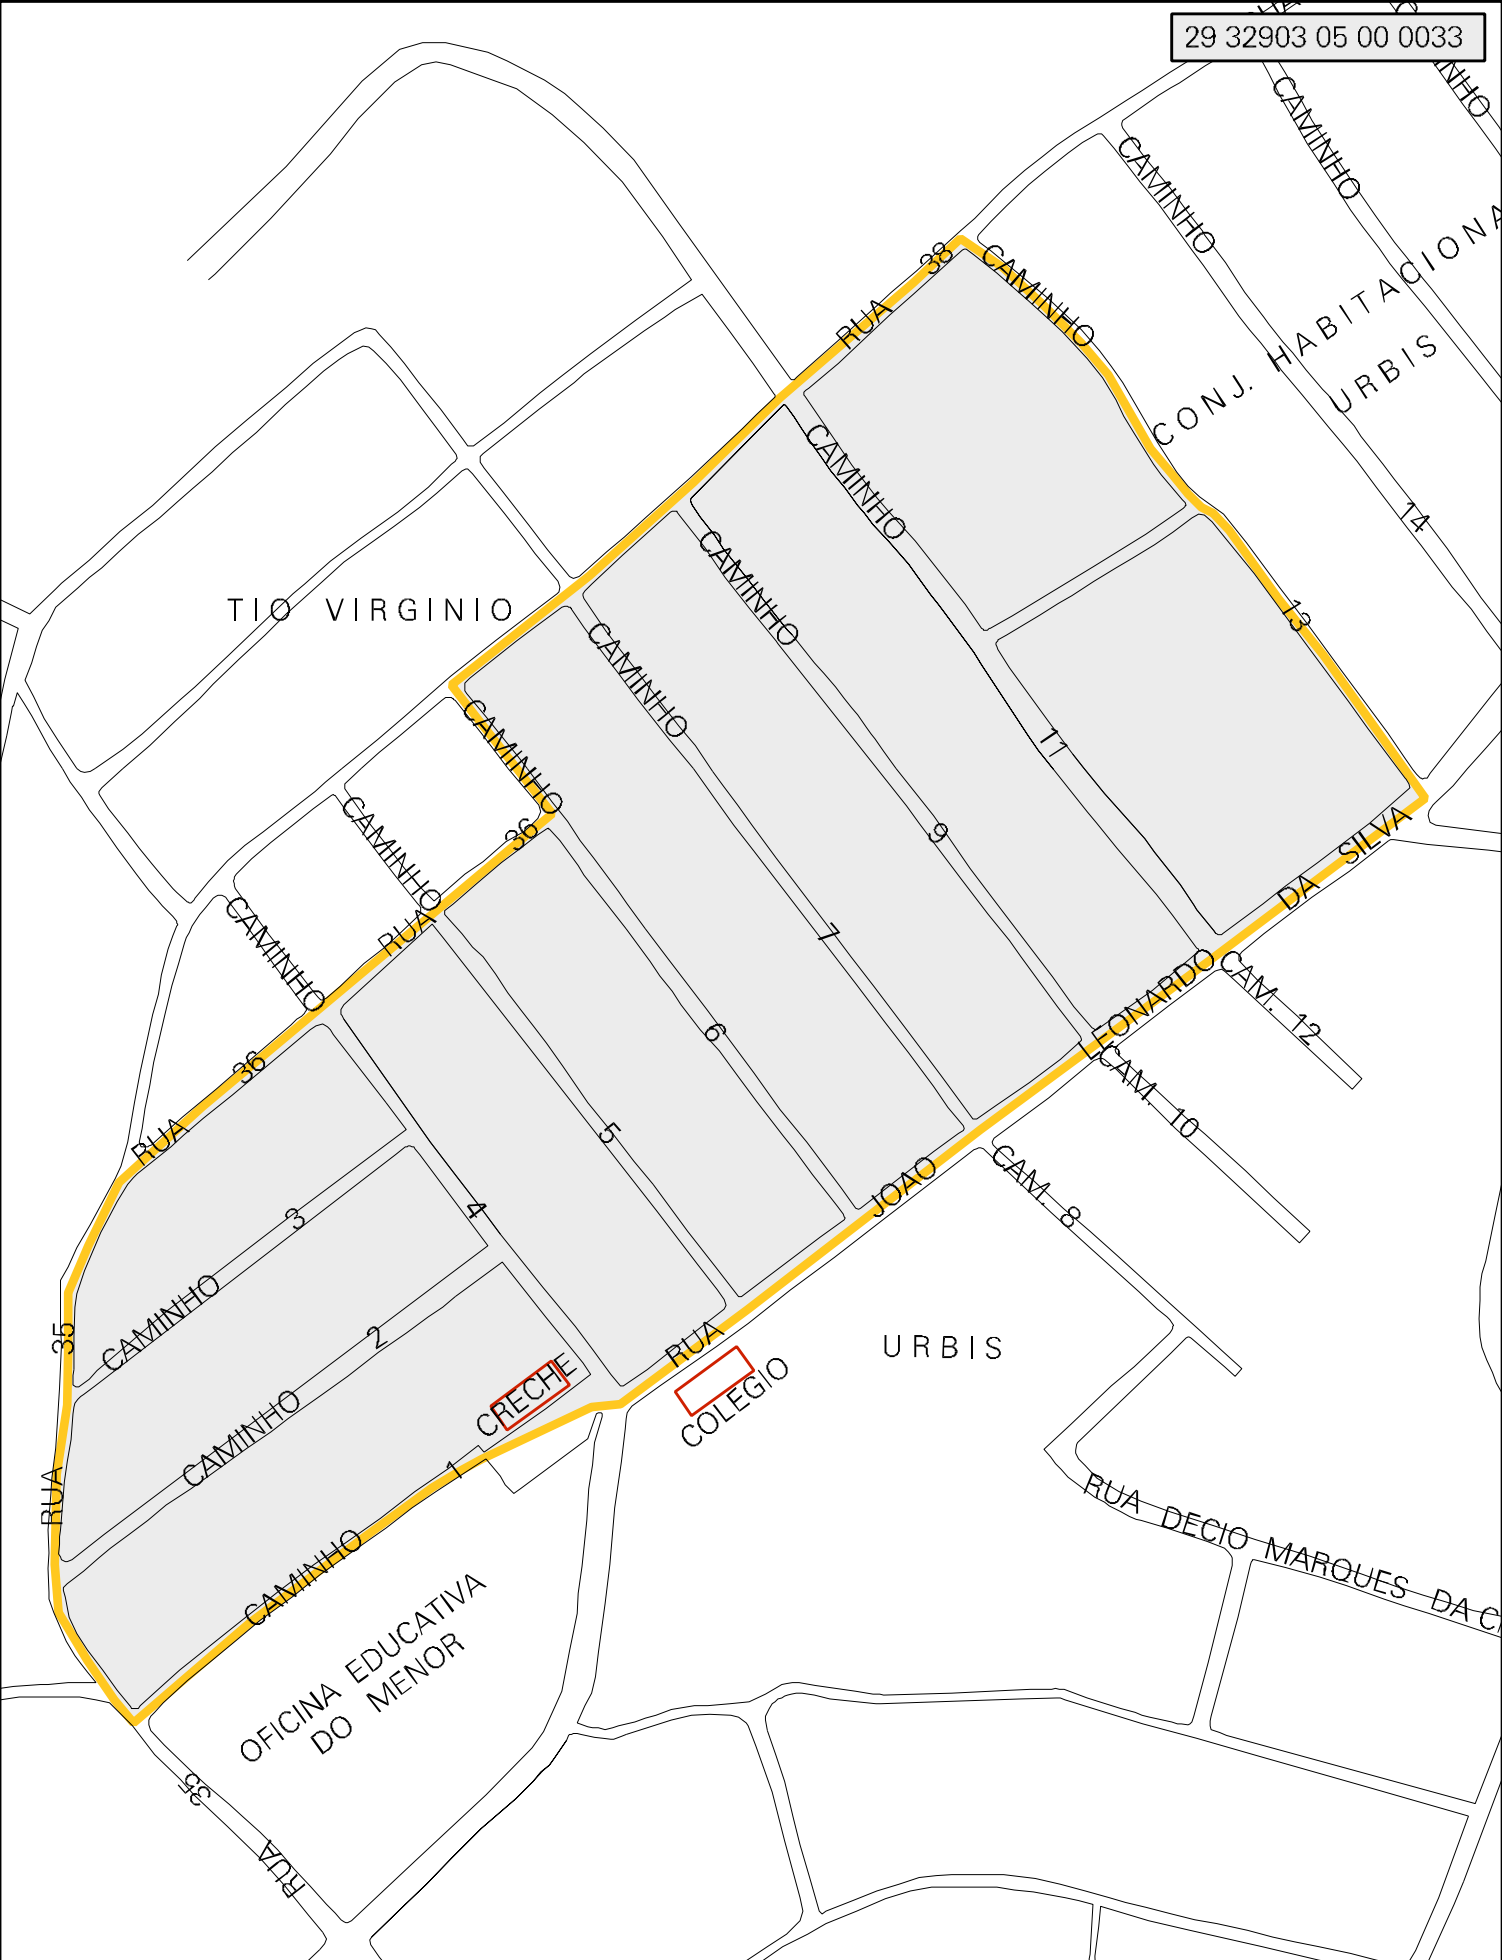 29 32903 05 00 0033
CAMINHO
CAMINHO
CAMINHO
CONJ. HABITACIONA
URBIS
14
RUA 38
CAMINHO 13
CAMINHO 11
CAMINHO 9
CAMINHO 7
TIO VIRGINIO
CAMINHO 6
CAMINHO 5
CAMINHO 4
RUA 36
RUA 36
CAMINHO 3
CAMINHO 2
RUA 35
CAMINHO 1
CRECHE
COLEGIO
RUA JOAO LEONARDO DA SILVA
CAM. 12
CAM. 10
CAM. 8
URBIS
RUA DECIO MARQUES DA C
OFICINA EDUCATIVA
DO MENOR
RUA 35